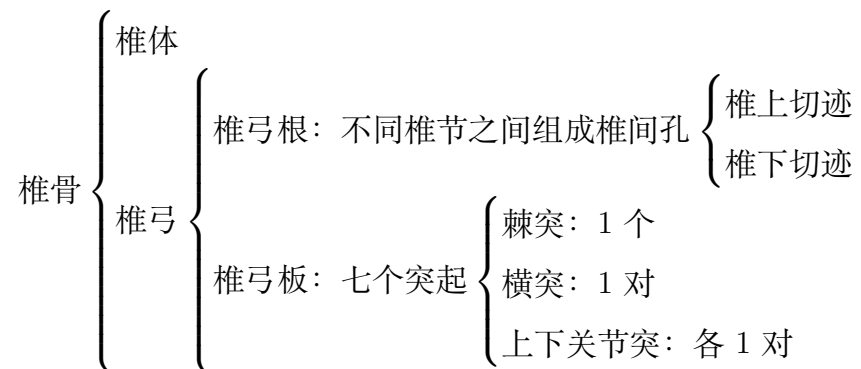 椎骨
椎体
椎弓
椎弓根：不同椎节之间组成椎间孔
椎上切迹
椎下切迹
椎弓板：七个突起
棘突：1 个
横突：1 对
上下关节突：各 1 对